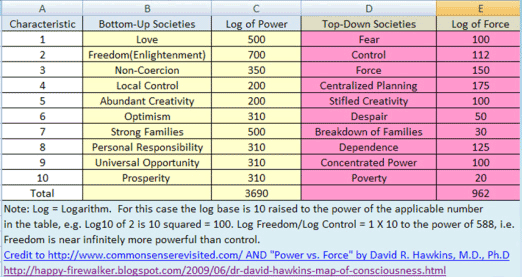 A B C D E
Characteristic Bottom-Up Societies Log of Power Top-Down Societies Log of Force
1 Love 500 Fear 100
2 Freedom(Enlightenment) 700 Control 112
3 Non-Coercion 350 Force 150
4 Local Control 200 Centralized Planning 175
5 Abundant Creativity 200 Stifled Creativity 100
6 Optimism 310 Despair 50
7 Strong Families 500 Breakdown of Families 30
8 Personal Responsibility 310 Dependence 125
9 Universal Opportunity 310 Concentrated Power 100
10 Prosperity 310 Poverty 20
Total 3690 962
Note: Log = Logarithm. For this case the log base is 10 raised to the power of the applicable number
in the table, e.g. Log10 of 2 is 10 squared = 100. Log Freedom/Log Control = 1 X 10 to the power of 588, i.e.
Freedom is near infinitely more powerful than control.
Credit to http://www.commonsenserevisited.com/ AND "Power vs. Force" by David R. Hawkins, M.D., Ph.D
http://happy-firewalker.blogspot.com/2009/06/dr-david-hawkins-map-of-consciousness.html